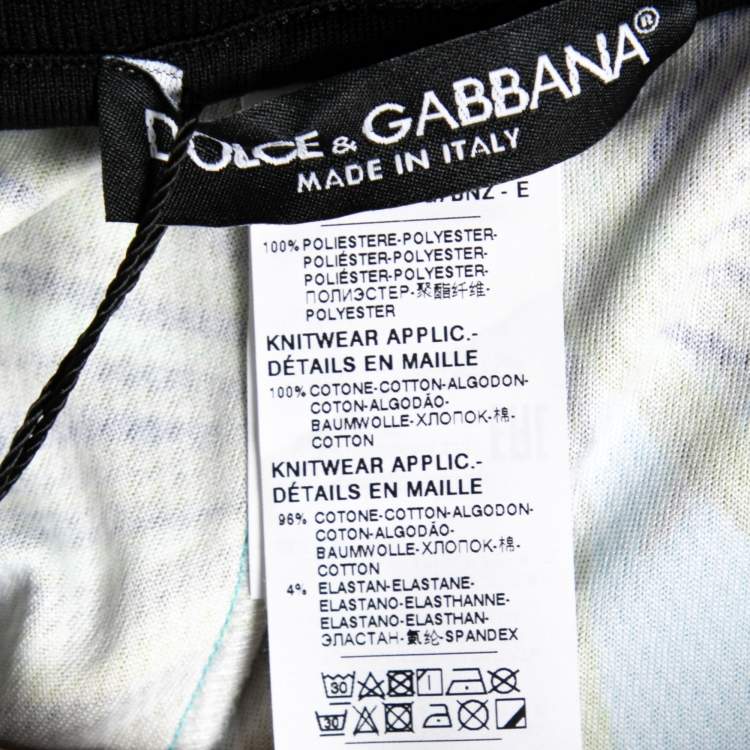 DOLCE & GABBANA®
MADE IN ITALY
- E
100% POLIESTERE-POLYESTER-
POLIÉSTER-POLYESTER-
POLIÉSTER-POLYESTER-
ПОЛИЭСТЕР-聚酯纤维-
POLYESTER
KNITWEAR APPLIC.-
DÉTAILS EN MAILLE
100% COTONE-COTTON-ALGODON-
COTON-ALGODÃO-
BAUMWOLLE-ХЛОПОК-棉-
COTTON
KNITWEAR APPLIC.-
DÉTAILS EN MAILLE
96% COTONE-COTTON-ALGODON-
COTON-ALGODÃO-
BAUMWOLLE-ХЛОПОК-棉-
COTTON
4% ELASTAN-ELASTANE-
ELASTANO-ELASTHANNE-
ELASTANO-ELASTHAN-
ЭЛАСТАН-氨纶-SPANDEX
30
30